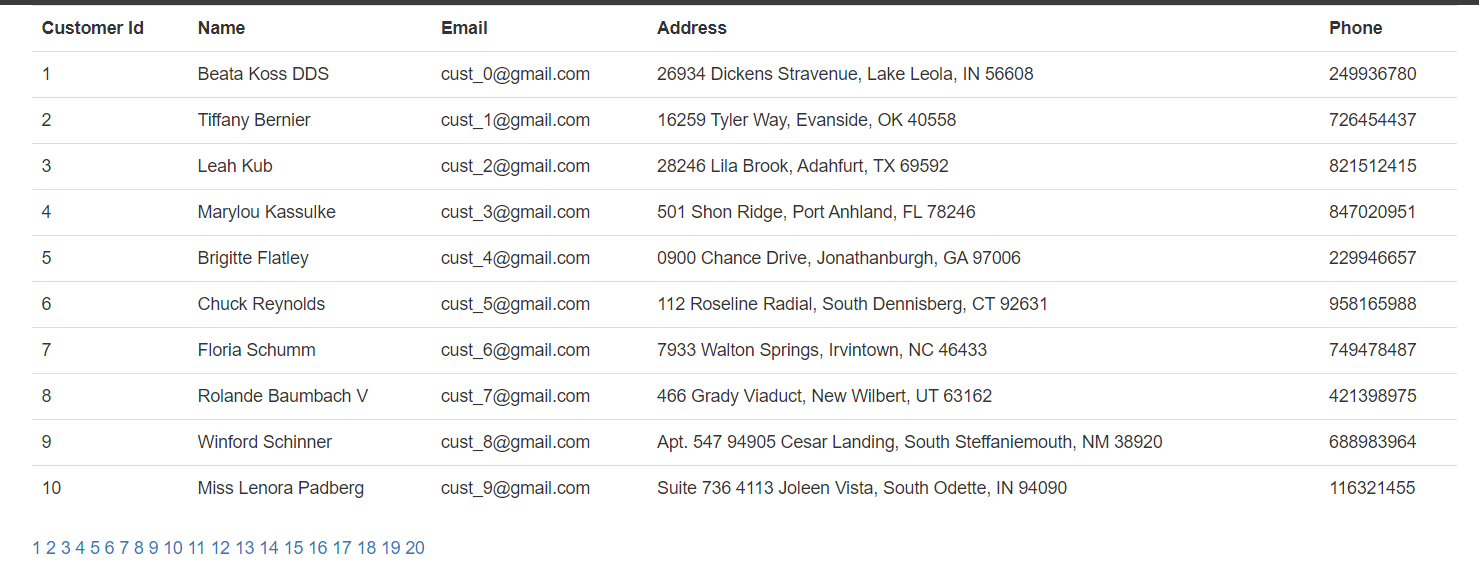 Customer Id Name Email Address Phone
1 Beata Koss DDS cust_0@gmail.com 26934 Dickens Stravenue, Lake Leola, IN 56608 249936780
2 Tiffany Bernier cust_1@gmail.com 16259 Tyler Way, Evanside, OK 40558 726454437
3 Leah Kub cust_2@gmail.com 28246 Lila Brook, Adahfurt, TX 69592 821512415
4 Marylou Kassulke cust_3@gmail.com 501 Shon Ridge, Port Anhland, FL 78246 847020951
5 Brigitte Flatley cust_4@gmail.com 0900 Chance Drive, Jonathanburgh, GA 97006 229946657
6 Chuck Reynolds cust_5@gmail.com 112 Roseline Radial, South Dennisberg, CT 92631 958165988
7 Floria Schumm cust_6@gmail.com 7933 Walton Springs, Irvintown, NC 46433 749478487
8 Rolande Baumbach V cust_7@gmail.com 466 Grady Viaduct, New Wilbert, UT 63162 421398975
9 Winford Schinner cust_8@gmail.com Apt. 547 94905 Cesar Landing, South Steffaniemouth, NM 38920 688983964
10 Miss Lenora Padberg cust_9@gmail.com Suite 736 4113 Joleen Vista, South Odette, IN 94090 116321455
1 2 3 4 5 6 7 8 9 10 11 12 13 14 15 16 17 18 19 20